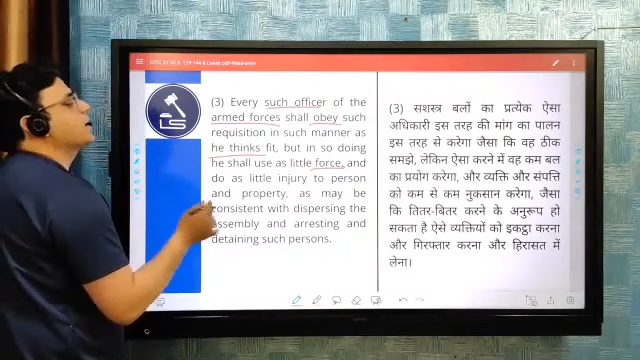 (3) Every such officer of the
armed forces shall obey such
requisition in such manner as
he thinks fit, but in so doing
he shall use as little force, and
do as little injury to person
and property, as may be
consistent with dispersing the
assembly and arresting and
detaining such persons.
(3) सशस्त्र बलों का प्रत्येक ऐसा
अधिकारी इस तरह की मांग का पालन
इस तरह से करेगा जैसा कि वह ठीक
समझे, लेकिन ऐसा करने में वह कम बल
का प्रयोग करेगा, और व्यक्ति और संपत्ति
को कम से कम नुकसान करेगा, जैसा
कि तितर-बितर करने के अनुरूप हो
सकता है ऐसे व्यक्तियों को इकट्ठा करना
और गिरफ्तार करना और हिरासत में
लेना।
LS